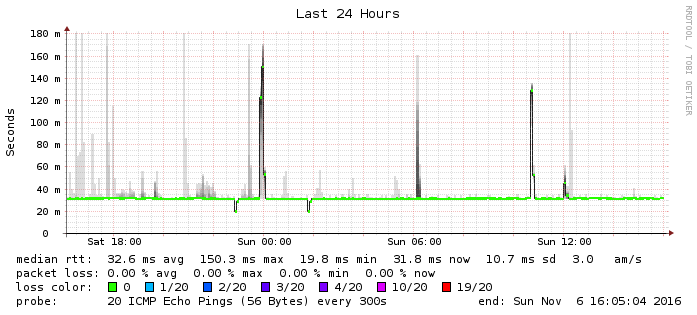 Last 24 Hours
RRDTOOL / TOBI OETIKER
Seconds
180 m
160 m
140 m
120 m
100 m
80 m
60 m
40 m
20 m
0
Sat 18:00 Sun 00:00 Sun 06:00 Sun 12:00
median rtt: 32.6 ms avg 150.3 ms max 19.8 ms min 31.8 ms now 10.7 ms sd 3.0 am/s
packet loss: 0.00 % avg 0.00 % max 0.00 % min 0.00 % now
loss color: 0 1/20 2/20 3/20 4/20 10/20 19/20
probe: 20 ICMP Echo Pings (56 Bytes) every 300s end: Sun Nov 6 16:05:04 2016